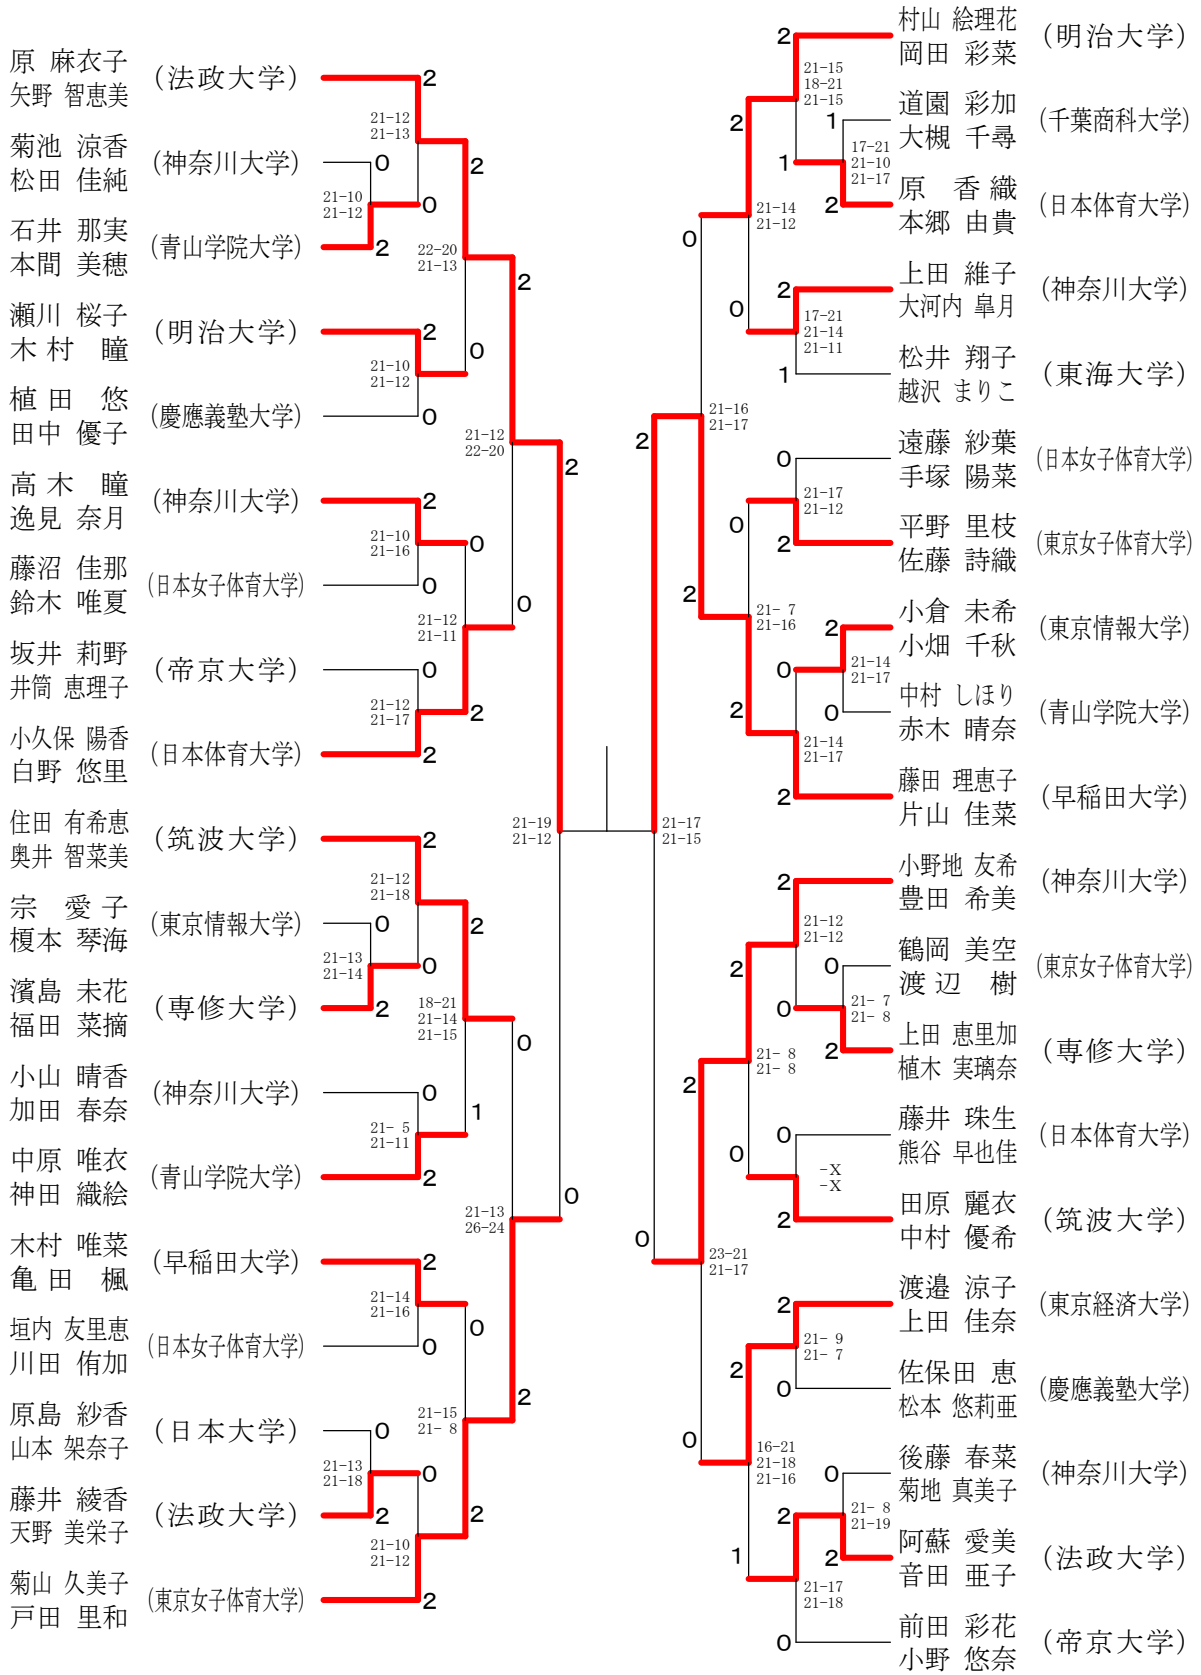 原 麻衣子
矢野 智恵美
(法政大学)
2
21-12
21-13
菊池 涼香
松田 佳純
(神奈川大学)
0
21-10
21-12
0
2
石井 那実
本間 美穂
(青山学院大学)
2
22-20
21-13
2
瀬川 桜子
木村 瞳
(明治大学)
2
21-10
21-12
0
植田 悠
田中 優子
(慶應義塾大学)
0
21-12
22-20
2
高木 瞳
逸見 奈月
(神奈川大学)
2
21-10
21-16
0
藤沼 佳那
鈴木 唯夏
(日本女子体育大学)
0
21-12
21-11
0
坂井 莉野
井筒 恵理子
(帝京大学)
0
21-12
21-17
2
小久保 陽香
白野 悠里
(日本体育大学)
2
21-19
21-12
住田 有希恵
奥井 智菜美
(筑波大学)
2
21-12
21-18
2
宗 愛子
榎本 琴海
(東京情報大学)
0
21-13
21-14
0
濱島 未花
福田 菜摘
(専修大学)
2
18-21
21-14
21-15
0
小山 晴香
加田 春奈
(神奈川大学)
0
21- 5
21-11
1
中原 唯衣
神田 織絵
(青山学院大学)
2
21-13
26-24
0
木村 唯菜
亀田 楓
(早稲田大学)
2
21-14
21-16
0
垣内 友里恵
川田 侑加
(日本女子体育大学)
0
21-15
21- 8
2
原島 紗香
山本 架奈子
(日本大学)
0
21-13
21-18
0
藤井 綾香
天野 美栄子
(法政大学)
2
21-10
21-12
2
菊山 久美子
戸田 里和
(東京女子体育大学)
2
2
村山 絵理花
岡田 彩菜
(明治大学)
21-15
18-21
21-15
2
1
道園 彩加
大槻 千尋
(千葉商科大学)
17-21
21-10
21-17
1
2
原 香織
本郷 由貴
(日本体育大学)
21-14
21-12
0
2
上田 維子
大河内 皐月
(神奈川大学)
0
17-21
21-14
21-11
1
松井 翔子
越沢 まりこ
(東海大学)
21-16
21-17
2
0
遠藤 紗葉
手塚 陽菜
(日本女子体育大学)
21-17
21-12
0
2
平野 里枝
佐藤 詩織
(東京女子体育大学)
2
21- 7
21-16
2
小倉 未希
小畑 千秋
(東京情報大学)
0
21-14
21-17
2
0
中村 しほり
赤木 晴奈
(青山学院大学)
21-14
21-17
2
藤田 理恵子
片山 佳菜
(早稲田大学)
21-17
21-15
2
小野地 友希
豊田 希美
(神奈川大学)
21-12
21-12
2
0
鶴岡 美空
渡辺 樹
(東京女子体育大学)
0
21- 7
21- 8
2
上田 恵里加
植木 実璃奈
(専修大学)
21- 8
21- 8
2
0
藤井 珠生
熊谷 早也佳
(日本体育大学)
0
-X
-X
2
田原 麗衣
中村 優希
(筑波大学)
0
23-21
21-17
2
渡邉 涼子
上田 佳奈
(東京経済大学)
21- 9
21- 7
2
0
佐保田 恵
松本 悠莉亜
(慶應義塾大学)
0
16-21
21-18
21-16
0
後藤 春菜
菊地 真美子
(神奈川大学)
2
21- 8
21-19
1
2
阿蘇 愛美
音田 亜子
(法政大学)
21-17
21-18
0
前田 彩花
小野 悠奈
(帝京大学)